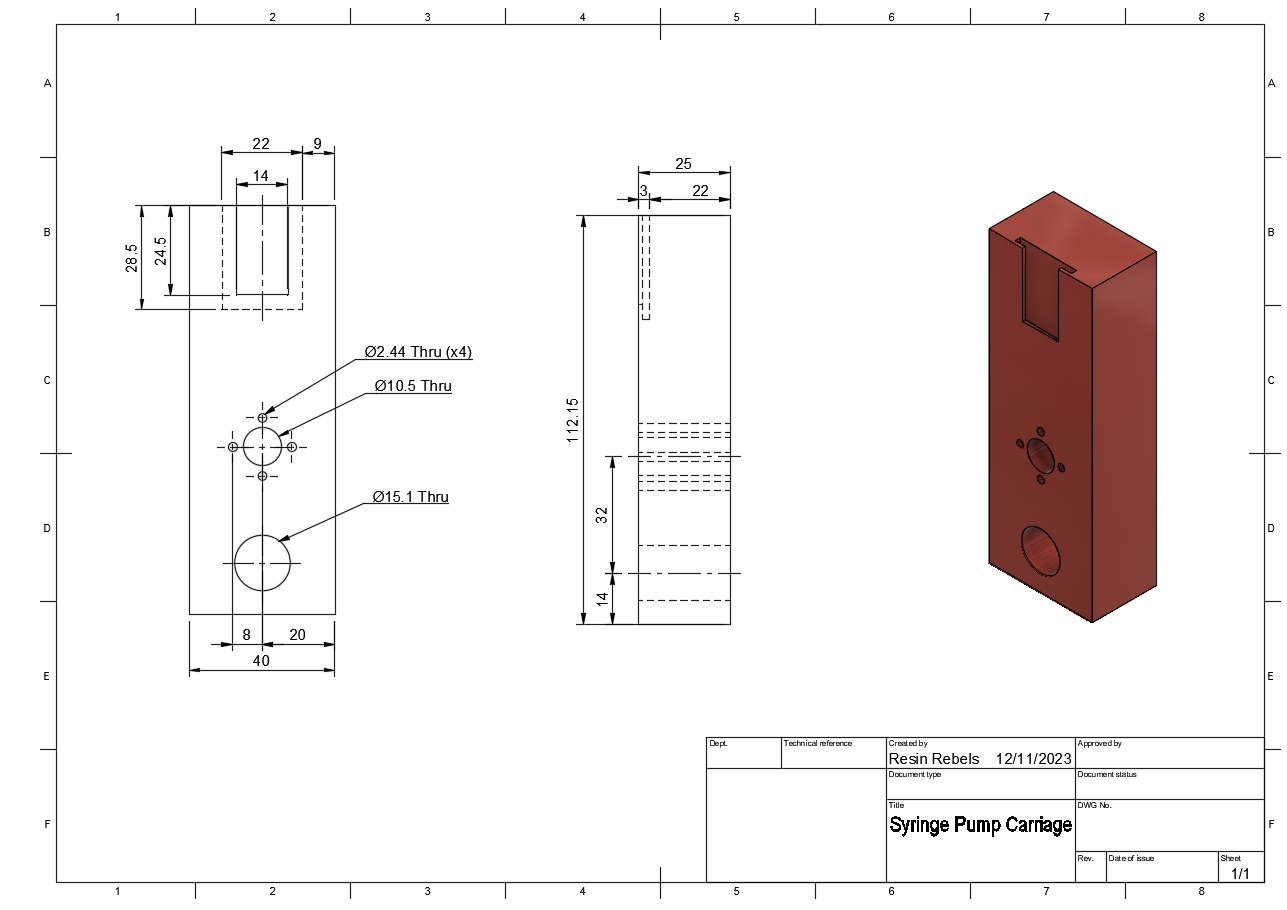 1 2 3 4 5 6 7 8
A A
22 9
14
25
3 22
B B
28.5 24.5
Ø2.44 Thru (x4)
C C
Ø10.5 Thru
112.15
Ø15.1 Thru
32
D D
14
8 20
40
E E
Dept. Technical reference Created by Approved by
Resin Rebels 12/11/2023
Document type Document status
Title DWG No.
Syringe Pump Carriage
F F
Rev. Date of issue Sheet
1/1
1 2 3 4 5 6 7 8